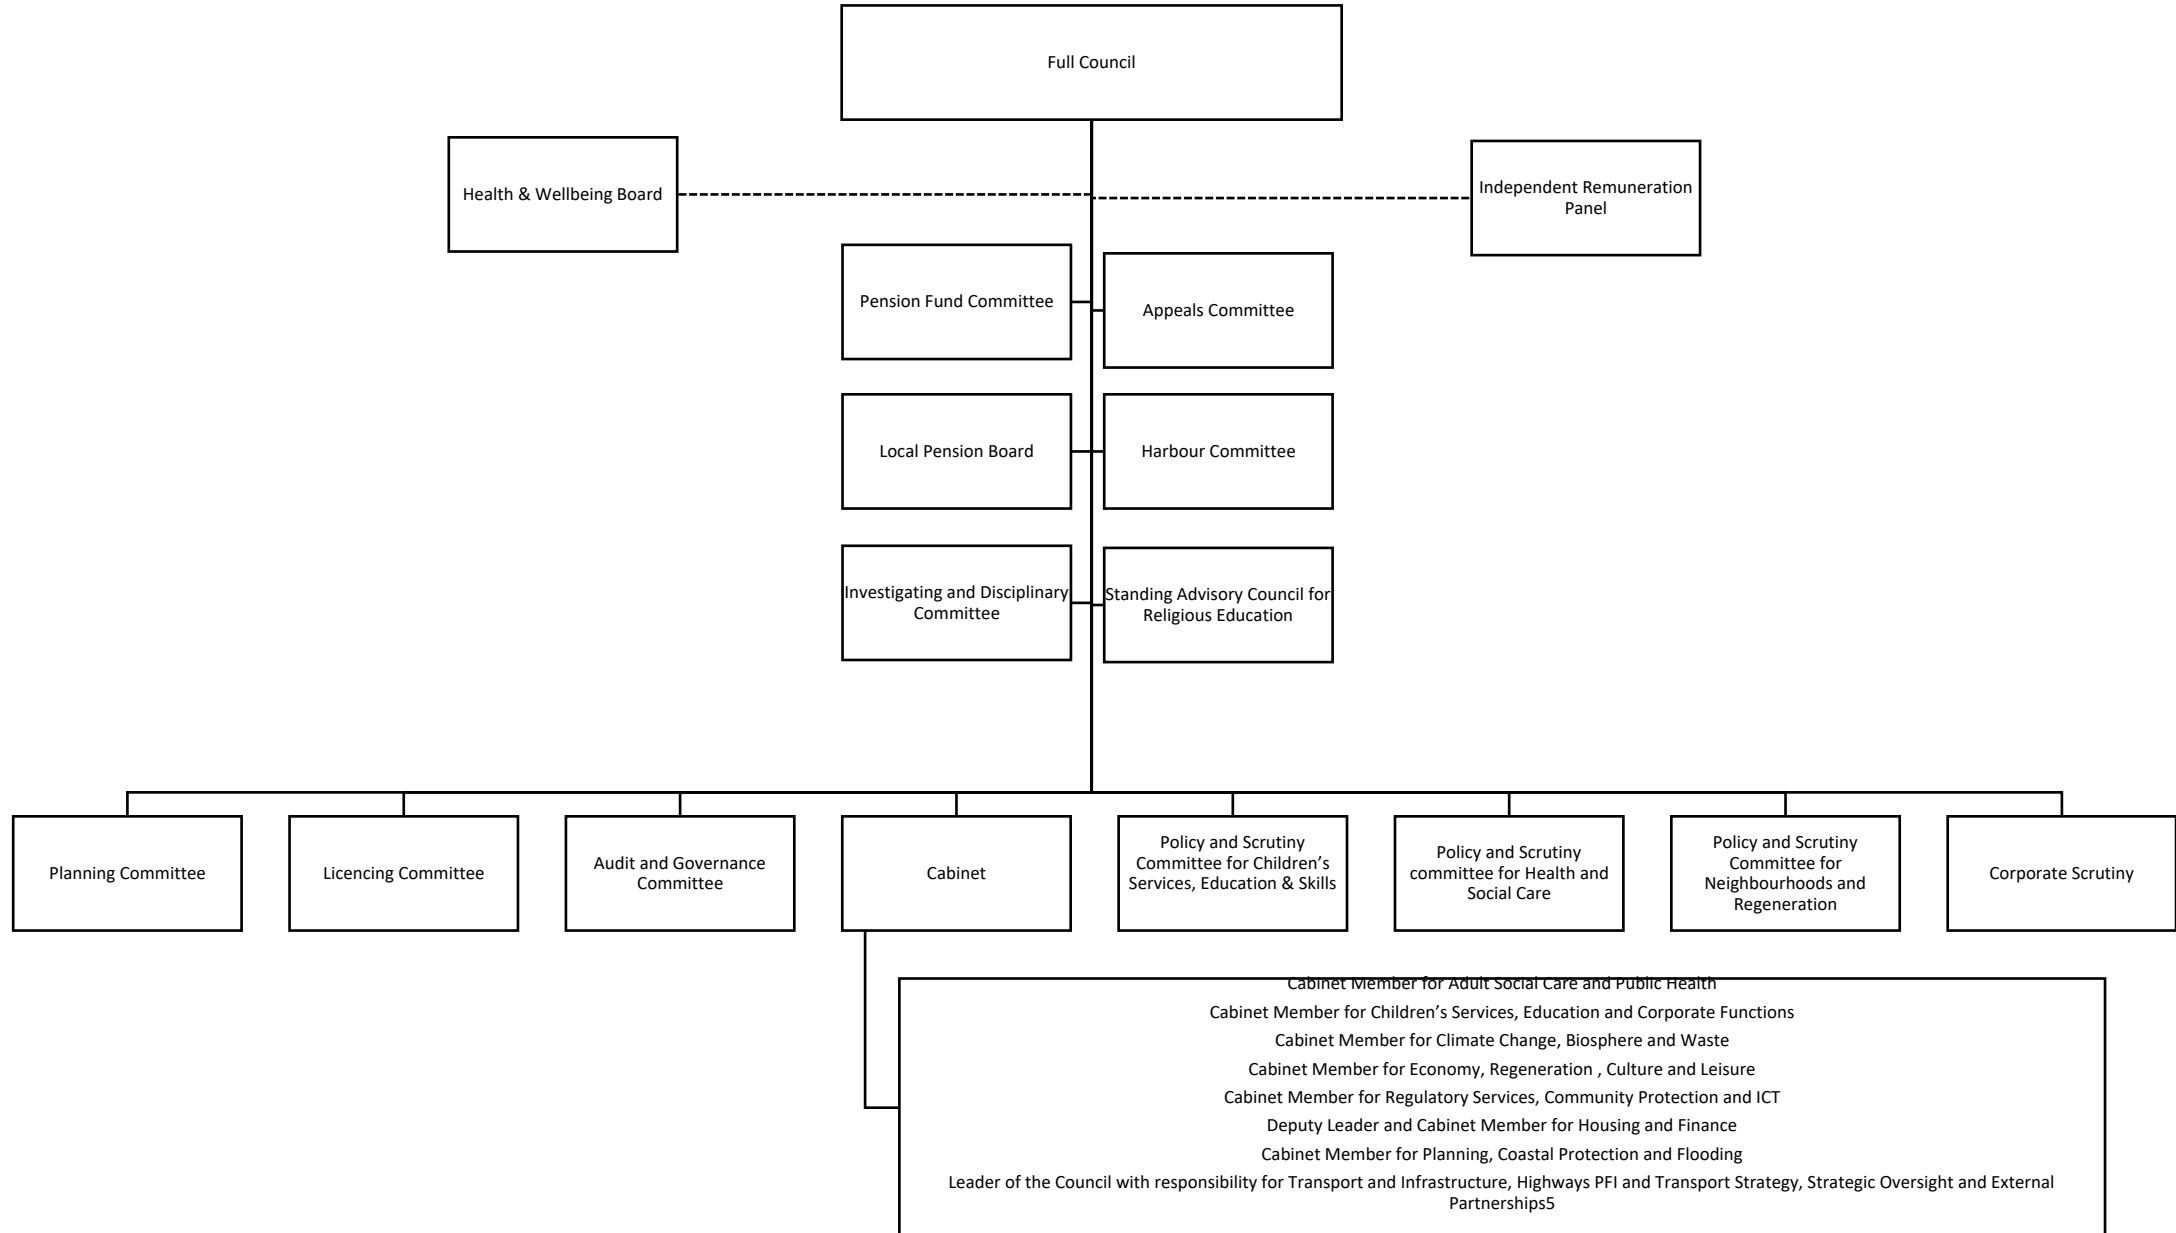 Full Council
Health & Wellbeing Board
Independent Remuneration
Panel
Pension Fund Committee
Appeals Committee
Local Pension Board
Harbour Committee
Investigating and Disciplinary
Committee
Standing Advisory Council for
Religious Education
Planning Committee
Licencing Committee
Audit and Governance
Committee
Cabinet
Policy and Scrutiny
Committee for Children’s
Services, Education & Skills
Policy and Scrutiny
committee for Health and
Social Care
Policy and Scrutiny
Committee for
Neighbourhoods and
Regeneration
Corporate Scrutiny
Cabinet Member for Adult Social Care and Public Health
Cabinet Member for Children’s Services, Education and Corporate Functions
Cabinet Member for Climate Change, Biosphere and Waste
Cabinet Member for Economy, Regeneration , Culture and Leisure
Cabinet Member for Regulatory Services, Community Protection and ICT
Deputy Leader and Cabinet Member for Housing and Finance
Cabinet Member for Planning, Coastal Protection and Flooding
Leader of the Council with responsibility for Transport and Infrastructure, Highways PFI and Transport Strategy, Strategic Oversight and External
Partnerships5